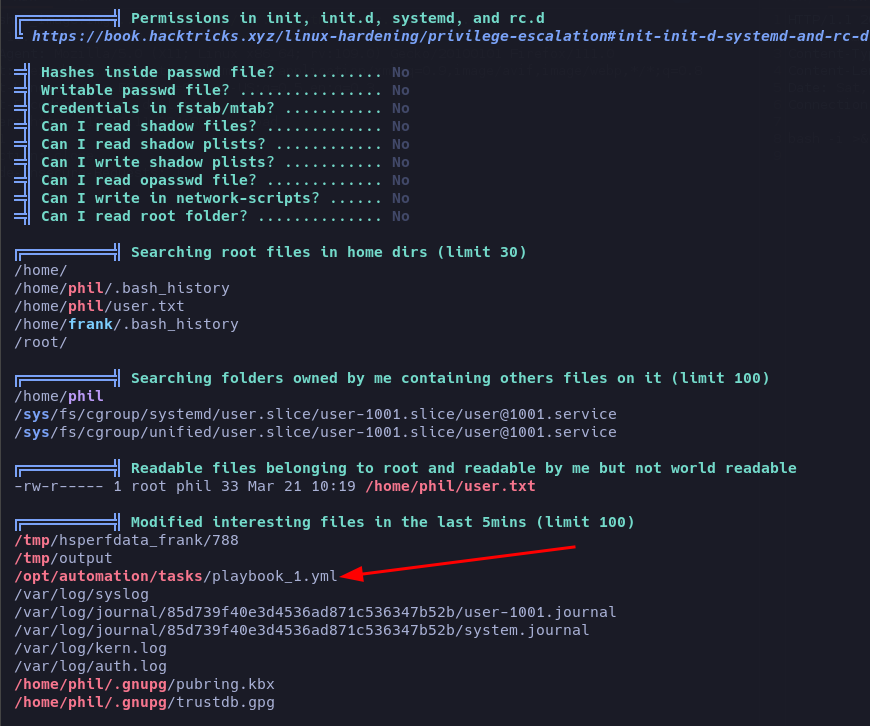 Permissions in init, init.d, systemd, and rc.d
https://book.hacktricks.xyz/linux-hardening/privilege-escalation#init-init-d-systemd-and-rc-d
Hashes inside passwd file? ........... No
Writable passwd file? ................ No
Credentials in fstab/mtab? ........... No
Can I read shadow files? ............. No
Can I read shadow plists? ............ No
Can I write shadow plists? ........... No
Can I read opasswd file? ............. No
Can I write in network-scripts? ...... No
Can I read root folder? .............. No
Searching root files in home dirs (limit 30)
/home/
/home/phil/.bash_history
/home/phil/user.txt
/home/frank/.bash_history
/root/
Searching folders owned by me containing others files on it (limit 100)
/home/phil
/sys/fs/cgroup/systemd/user.slice/user-1001.slice/user@1001.service
/sys/fs/cgroup/unified/user.slice/user-1001.slice/user@1001.service
Readable files belonging to root and readable by me but not world readable
-rw-r----- 1 root phil 33 Mar 21 10:19 /home/phil/user.txt
Modified interesting files in the last 5mins (limit 100)
/tmp/hsperfdata_frank/788
/tmp/output
/opt/automation/tasks/playbook_1.yml
/var/log/syslog
/var/log/journal/85d739f40e3d4536ad871c536347b52b/user-1001.journal
/var/log/journal/85d739f40e3d4536ad871c536347b52b/system.journal
/var/log/kern.log
/var/log/auth.log
/home/phil/.gnupg/pubring.kbx
/home/phil/.gnupg/trustdb.gpg